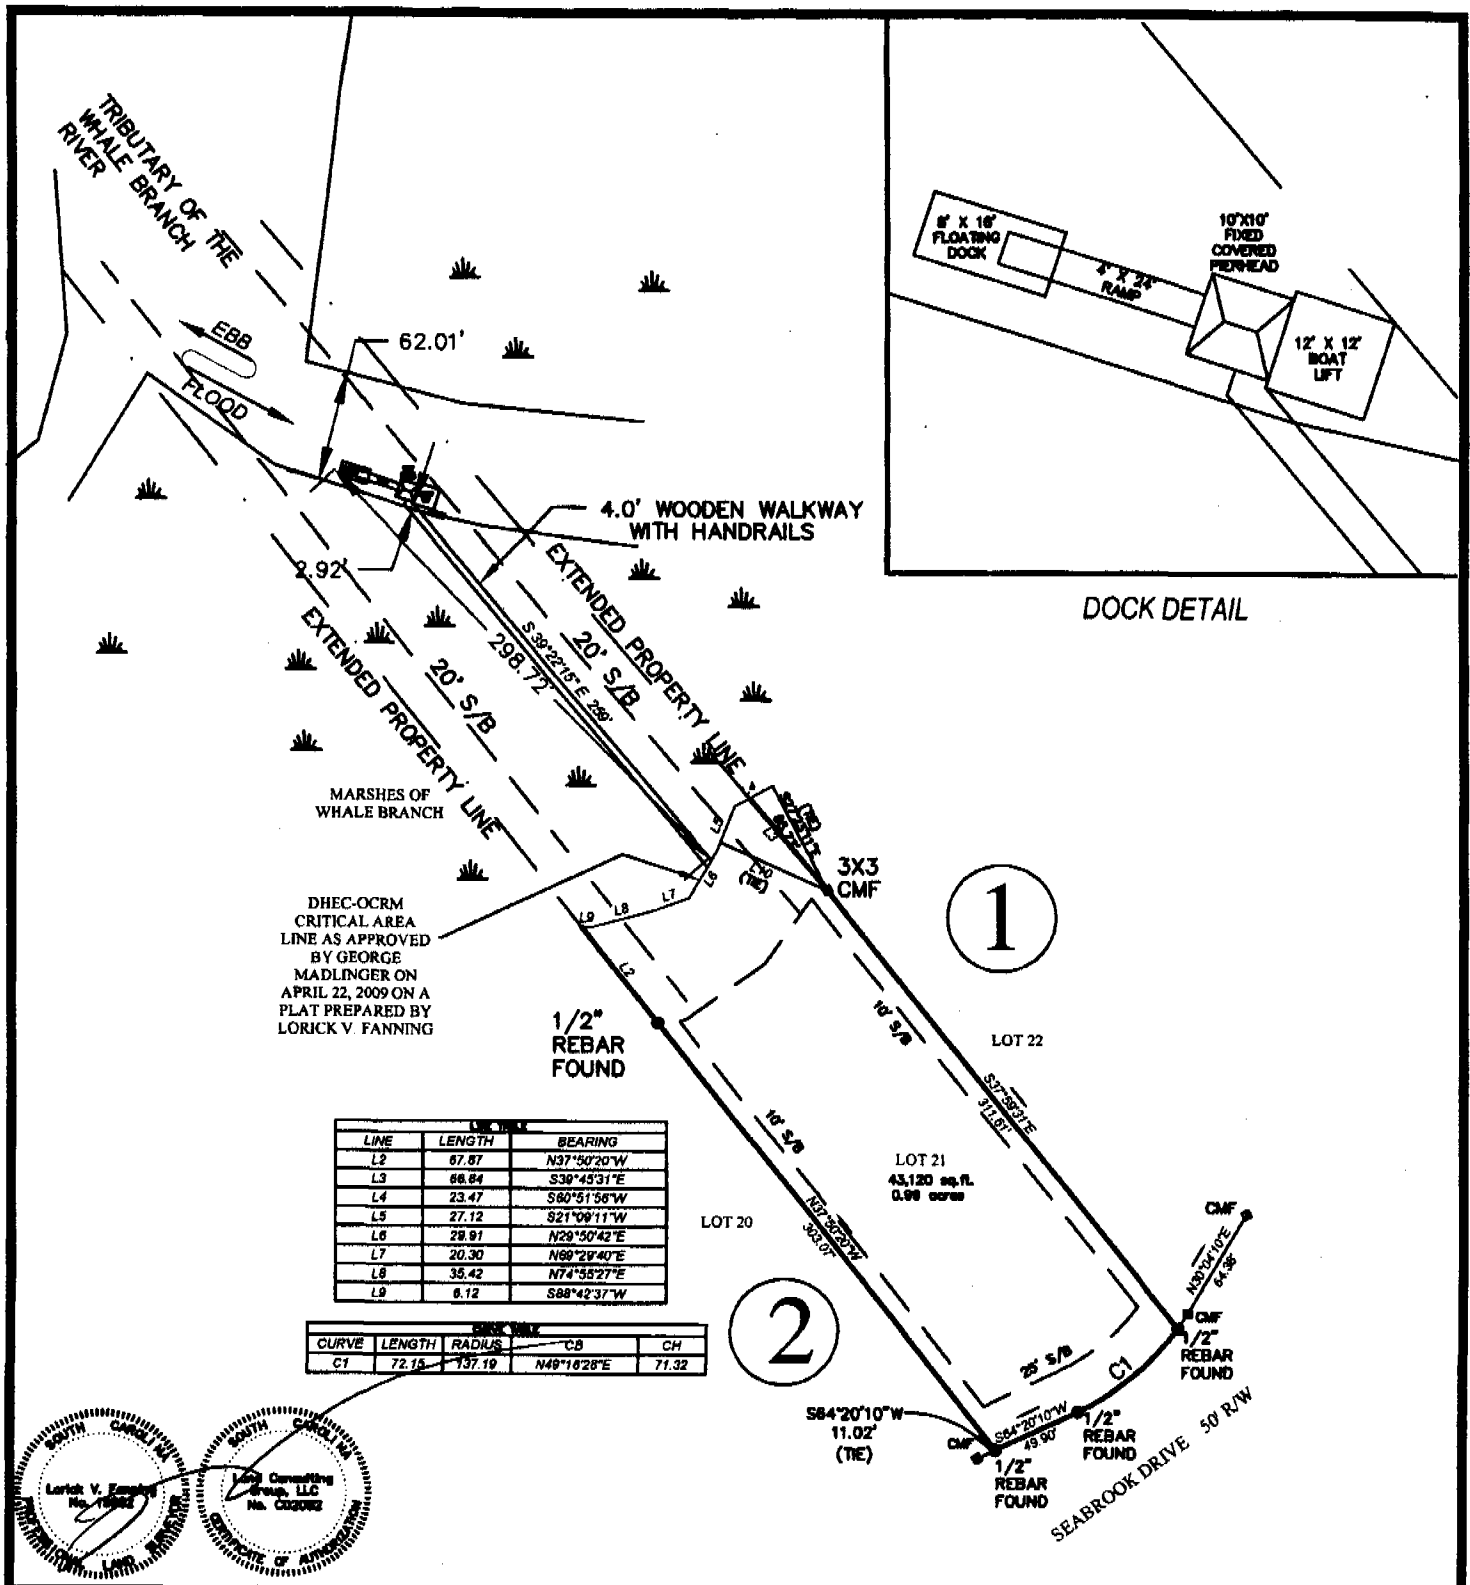 TRIBUTARY OF THE
WHALE BRANCH
RIVER
EBB
FLOOD
62.01'
4.0' WOODEN WALKWAY
WITH HANDRAILS
2.92'
EXTENDED PROPERTY LINE
20' S/B
S 39°22'15" E 259'
298.72'
20' S/B
EXTENDED PROPERTY LINE
MARSHES OF
WHALE BRANCH
8' X 16'
FLOATING
DOCK
4' X 24'
RAMP
10'X10'
FIXED
COVERED
PIERHEAD
12' X 12'
BOAT
LIFT
DOCK DETAIL
L5
L3
(TIE)
L6
L7
L8
L9
L2
L10
(TIE)
3X3
CMF
DHEC-OCRM
CRITICAL AREA
LINE AS APPROVED
BY GEORGE
MADLINGER ON
APRIL 22, 2009 ON A
PLAT PREPARED BY
LORICK V. FANNING
1/2"
REBAR
FOUND
1
10' S/B
LOT 22
S37°59'31"E
311.61'
10' S/B
LOT 21
43,120 sq.ft.
0.99 acres
N37°50'20"W
303.07'
LOT 20
LINE TABLE
LINE LENGTH BEARING
L2 67.67 N37°50'20"W
L3 66.64 S39°45'31"E
L4 23.47 S60°51'56"W
L5 27.12 S21°09'11"W
L6 29.91 N29°50'42"E
L7 20.30 N69°29'40"E
L8 35.42 N74°55'27"E
L9 6.12 S88°42'37"W
CURVE TABLE
CURVE LENGTH RADIUS CB CH
C1 72.15 137.19 N49°16'28"E 71.32
2
CMF
N30°04'10"E
64.36'
CMF
1/2"
REBAR
FOUND
25' S/B
C1
S64°20'10"W
11.02'
(TIE)
CMF
S64°20'10"W
49.90'
1/2"
REBAR
FOUND
1/2"
REBAR
FOUND
SEABROOK DRIVE 50' R/W
SOUTH CAROLINA
Lorick V. Fanning
PROFESSIONAL LAND SURVEYOR
SOUTH CAROLINA
Land Consulting
Group, LLC
CERTIFICATE OF AUTHORIZATION